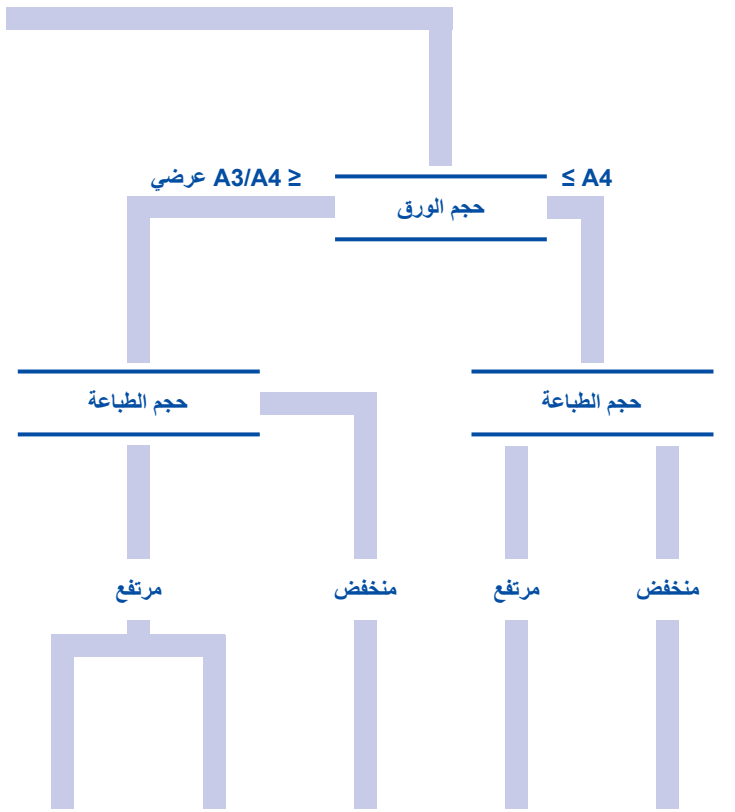 ≤ A4
≥ A3/A4 عرضي
حجم الورق
حجم الطباعة
حجم الطباعة
منخفض
مرتفع
منخفض
مرتفع